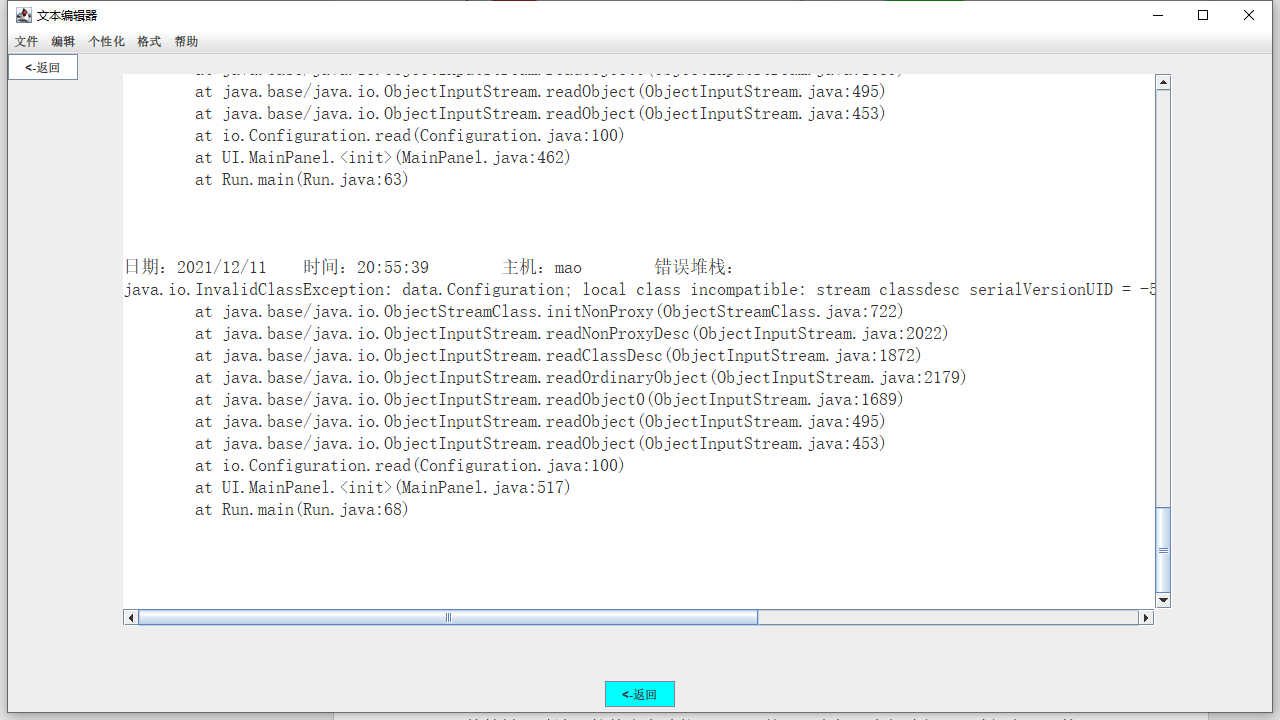 文本编辑器
文件 编辑 个性化 格式 帮助
<-返回
at java.base/java.io.ObjectInputStream.readObject(ObjectInputStream.java:495)
at java.base/java.io.ObjectInputStream.readObject(ObjectInputStream.java:453)
at io.Configuration.read(Configuration.java:100)
at UI.MainPanel.<init>(MainPanel.java:462)
at Run.main(Run.java:63)
日期：2021/12/11 时间：20:55:39 主机：mao 错误堆栈：
java.io.InvalidClassException: data.Configuration; local class incompatible: stream classdesc serialVersionUID = -5
at java.base/java.io.ObjectStreamClass.initNonProxy(ObjectStreamClass.java:722)
at java.base/java.io.ObjectInputStream.readNonProxyDesc(ObjectInputStream.java:2022)
at java.base/java.io.ObjectInputStream.readClassDesc(ObjectInputStream.java:1872)
at java.base/java.io.ObjectInputStream.readOrdinaryObject(ObjectInputStream.java:2179)
at java.base/java.io.ObjectInputStream.readObject0(ObjectInputStream.java:1689)
at java.base/java.io.ObjectInputStream.readObject(ObjectInputStream.java:495)
at java.base/java.io.ObjectInputStream.readObject(ObjectInputStream.java:453)
at io.Configuration.read(Configuration.java:100)
at UI.MainPanel.<init>(MainPanel.java:517)
at Run.main(Run.java:68)
<-返回